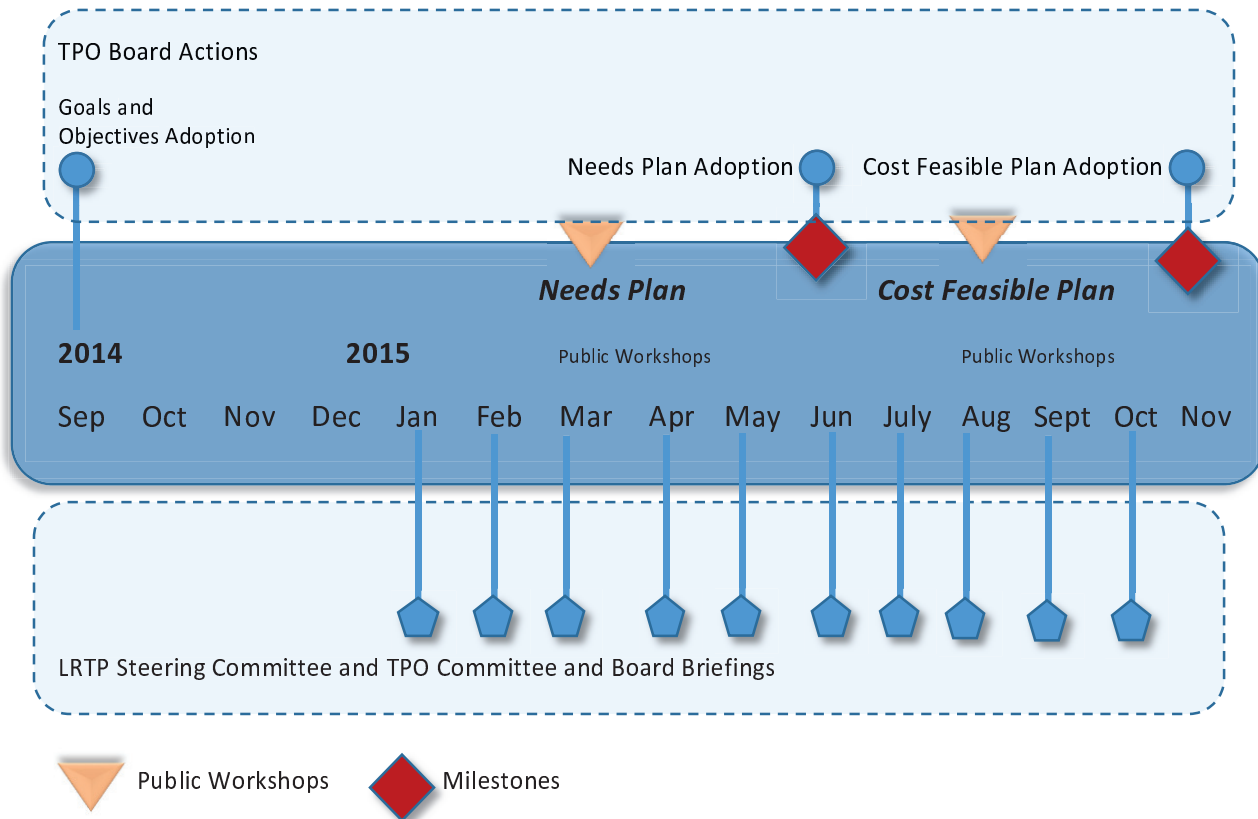 TPO Board Actions
Goals and
Objectives Adoption
Needs Plan Adoption
Cost Feasible Plan Adoption
Needs Plan
Cost Feasible Plan
2014
2015
Public Workshops
Public Workshops
Sep Oct Nov Dec Jan Feb Mar Apr May Jun July Aug Sept Oct Nov
LRTP Steering Committee and TPO Committee and Board Briefings
Public Workshops
Milestones